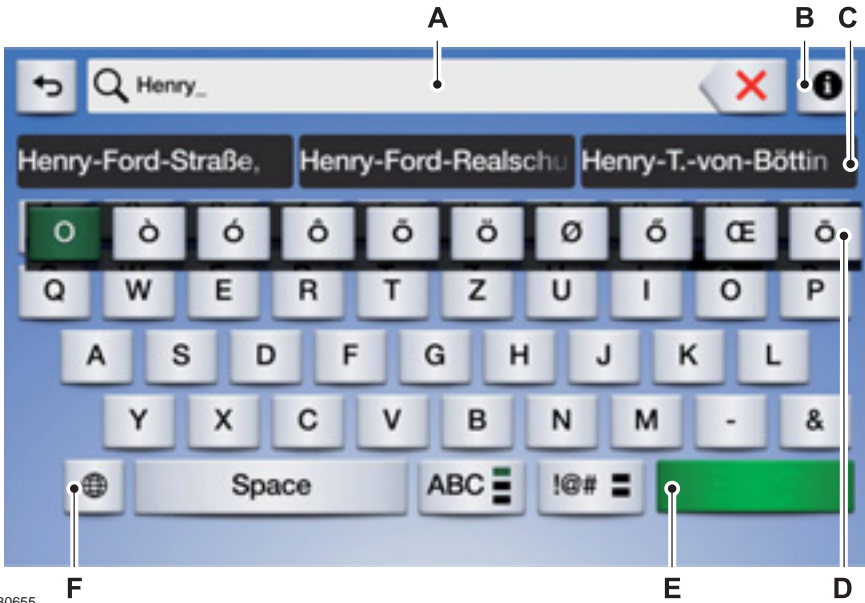 A B C
Henry_
Henry-Ford-Straße, Henry-Ford-Realschu Henry-T.-von-Böttin
O Ò Ó Ô Õ Ö Ø Ő Œ Ō
Q W E R T Z U I O P
A S D F G H J K L
Y X C V B N M - &
Space ABC !@#
F E D